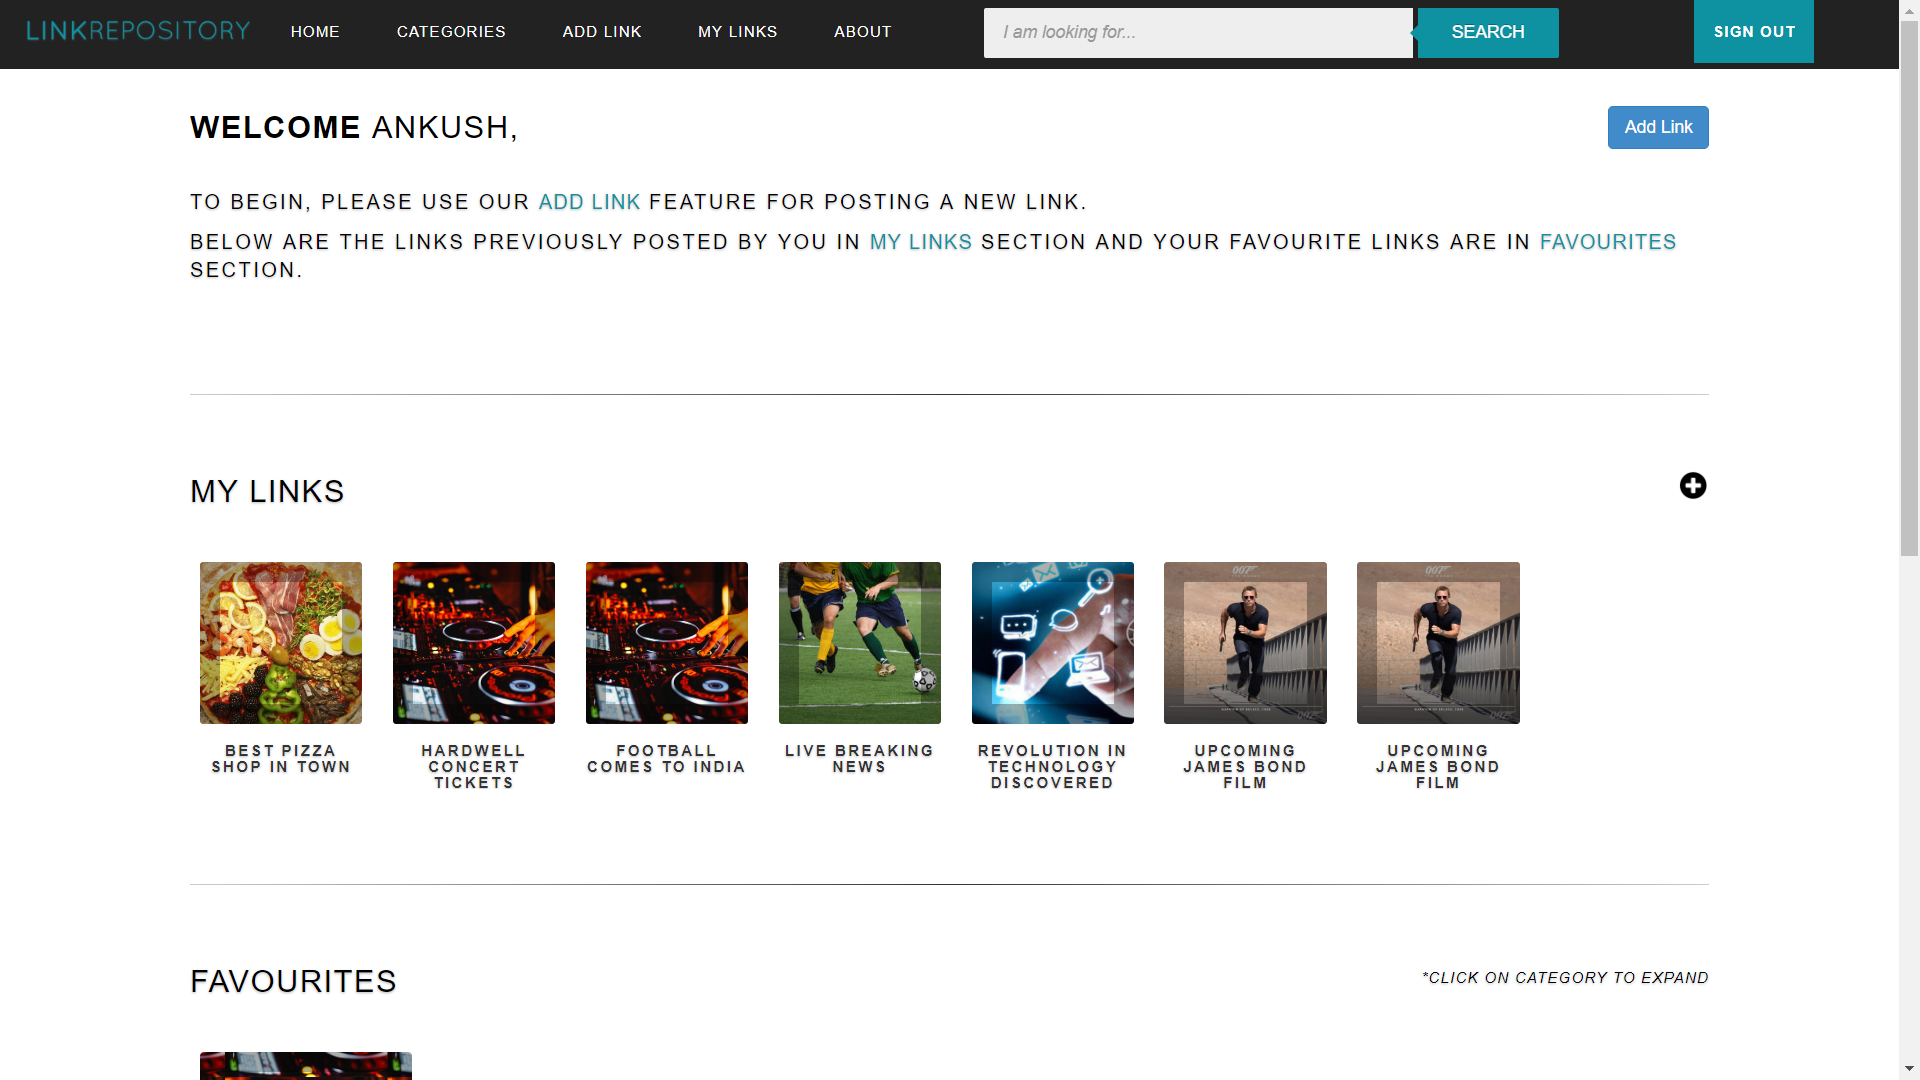 LINKREPOSITORY
HOME
CATEGORIES
ADD LINK
MY LINKS
ABOUT
I am looking for...
SEARCH
SIGN OUT
WELCOME ANKUSH,
Add Link
TO BEGIN, PLEASE USE OUR ADD LINK FEATURE FOR POSTING A NEW LINK.
BELOW ARE THE LINKS PREVIOUSLY POSTED BY YOU IN MY LINKS SECTION AND YOUR FAVOURITE LINKS ARE IN FAVOURITES
SECTION.
MY LINKS
007
007
007
007
BEST PIZZA
SHOP IN TOWN
HARDWELL
CONCERT
TICKETS
FOOTBALL
COMES TO INDIA
LIVE BREAKING
NEWS
REVOLUTION IN
TECHNOLOGY
DISCOVERED
UPCOMING
JAMES BOND
FILM
UPCOMING
JAMES BOND
FILM
FAVOURITES
*CLICK ON CATEGORY TO EXPAND